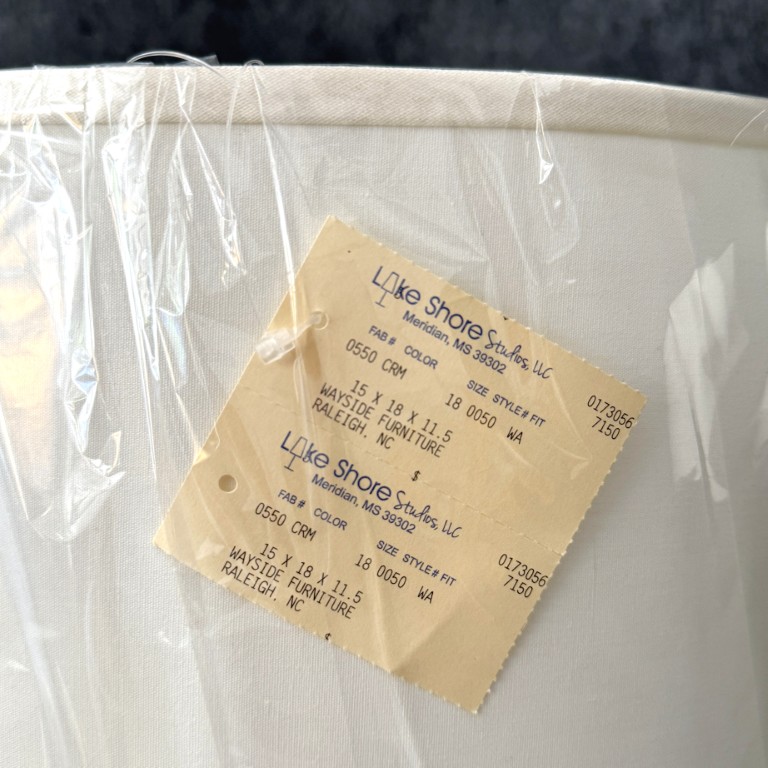 Lake Shore Studios, LLC
Meridian, MS 39302
FAB# COLOR SIZE STYLE# FIT
0550 CRM 18 0050 WA 0173056
7150
15 X 18 X 11.5
WAYSIDE FURNITURE
RALEIGH, NC
$
Lake Shore Studios, LLC
Meridian, MS 39302
FAB# COLOR SIZE STYLE# FIT
0550 CRM 18 0050 WA 0173056
7150
15 X 18 X 11.5
WAYSIDE FURNITURE
RALEIGH, NC
$